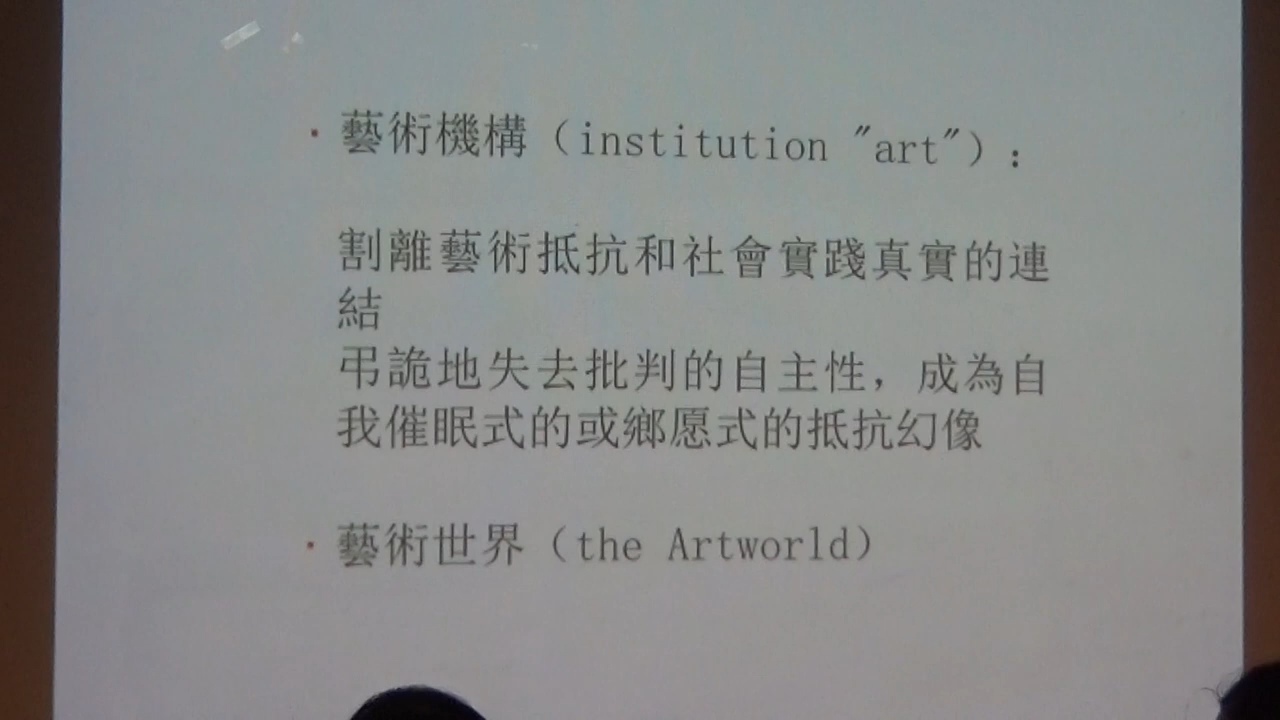 · 藝術機構（institution "art"）：
割離藝術抵抗和社會實踐真實的連
結
弔詭地失去批判的自主性，成為自
我催眠式的或鄉愿式的抵抗幻像
· 藝術世界（the Artworld）